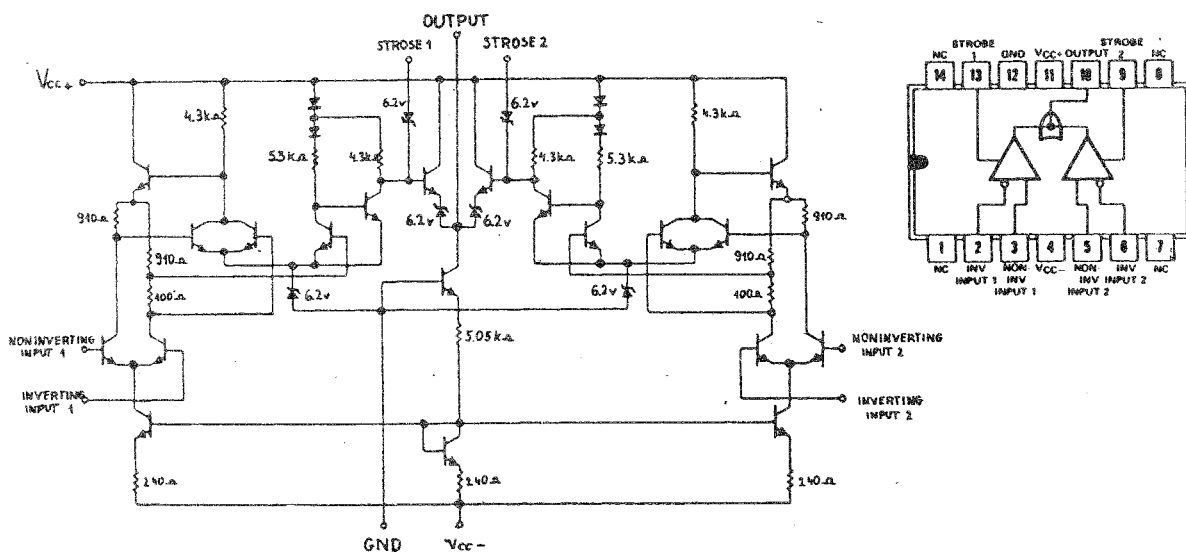 OUTPUT
STROSE 1
STROSE 2
Vcc+
4.3kΩ
6.2v
6.2v
4.3kΩ
5.3kΩ
4.3kΩ
4.3kΩ
5.3kΩ
910Ω
6.2v
6.2v
910Ω
910Ω
910Ω
100Ω
6.2v
6.2v
100Ω
5.05kΩ
NONINVERTING
INPUT 1
NONINVERTING
INPUT 2
INVERTING
INPUT 1
INVERTING
INPUT 2
240Ω
240Ω
240Ω
GND
Vcc-
STROBE STROBE
NC 1 GND VCC+ OUTPUT 2 NC
14 13 12 11 10 9 8
1 2 3 4 5 6 7
NC INV NON- VCC- NON- INV NC
INPUT 1 INV INV INPUT 2
INPUT 1 INPUT 2